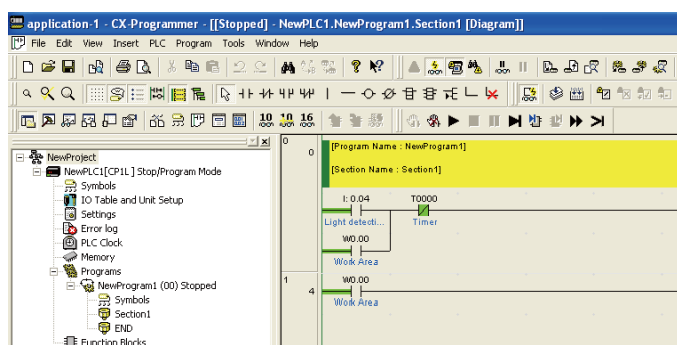 application-1 - CX-Programmer - [[Stopped] - NewPLC1.NewProgram1.Section1 [Diagram]]
File Edit View Insert PLC Program Tools Window Help
10 10 16
NewProject
NewPLC1[CP1L ] Stop/Program Mode
Symbols
IO Table and Unit Setup
Settings
Error log
PLC Clock
Memory
Programs
NewProgram1 (00) Stopped
Symbols
Section1
END
Function Blocks
0
0
[Program Name : NewProgram1]
[Section Name : Section1]
I: 0.04 T0000
Light detecti... Timer
W0.00
Work Area
1
4
W0.00
Work Area